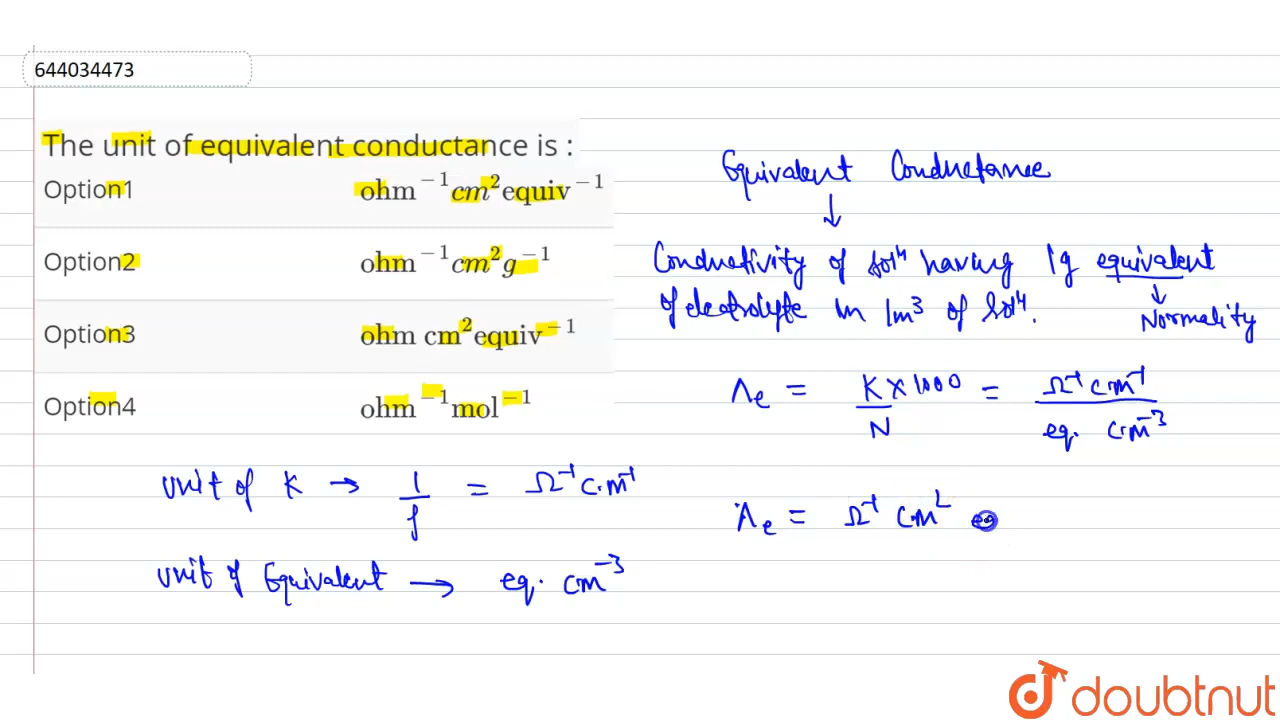 644034473
The unit of equivalent conductance is :
Option1 ohm⁻¹cm²equiv⁻¹
Option2 ohm⁻¹cm²g⁻¹
Option3 ohm cm²equiv⁻¹
Option4 ohm⁻¹mol⁻¹
Equivalent Conductance
↓
Conductivity of solⁿ having 1g equivalent
of electrolyte in 1m³ of solⁿ.
↓
Normality
Λe = K×1000/N = Ω⁻¹cm⁻¹/eq. cm⁻³
unit of K → 1/ρ = Ω⁻¹cm⁻¹
Λe = Ω⁻¹ cm² eq
unit of Equivalent → eq. cm⁻³
doubtnut